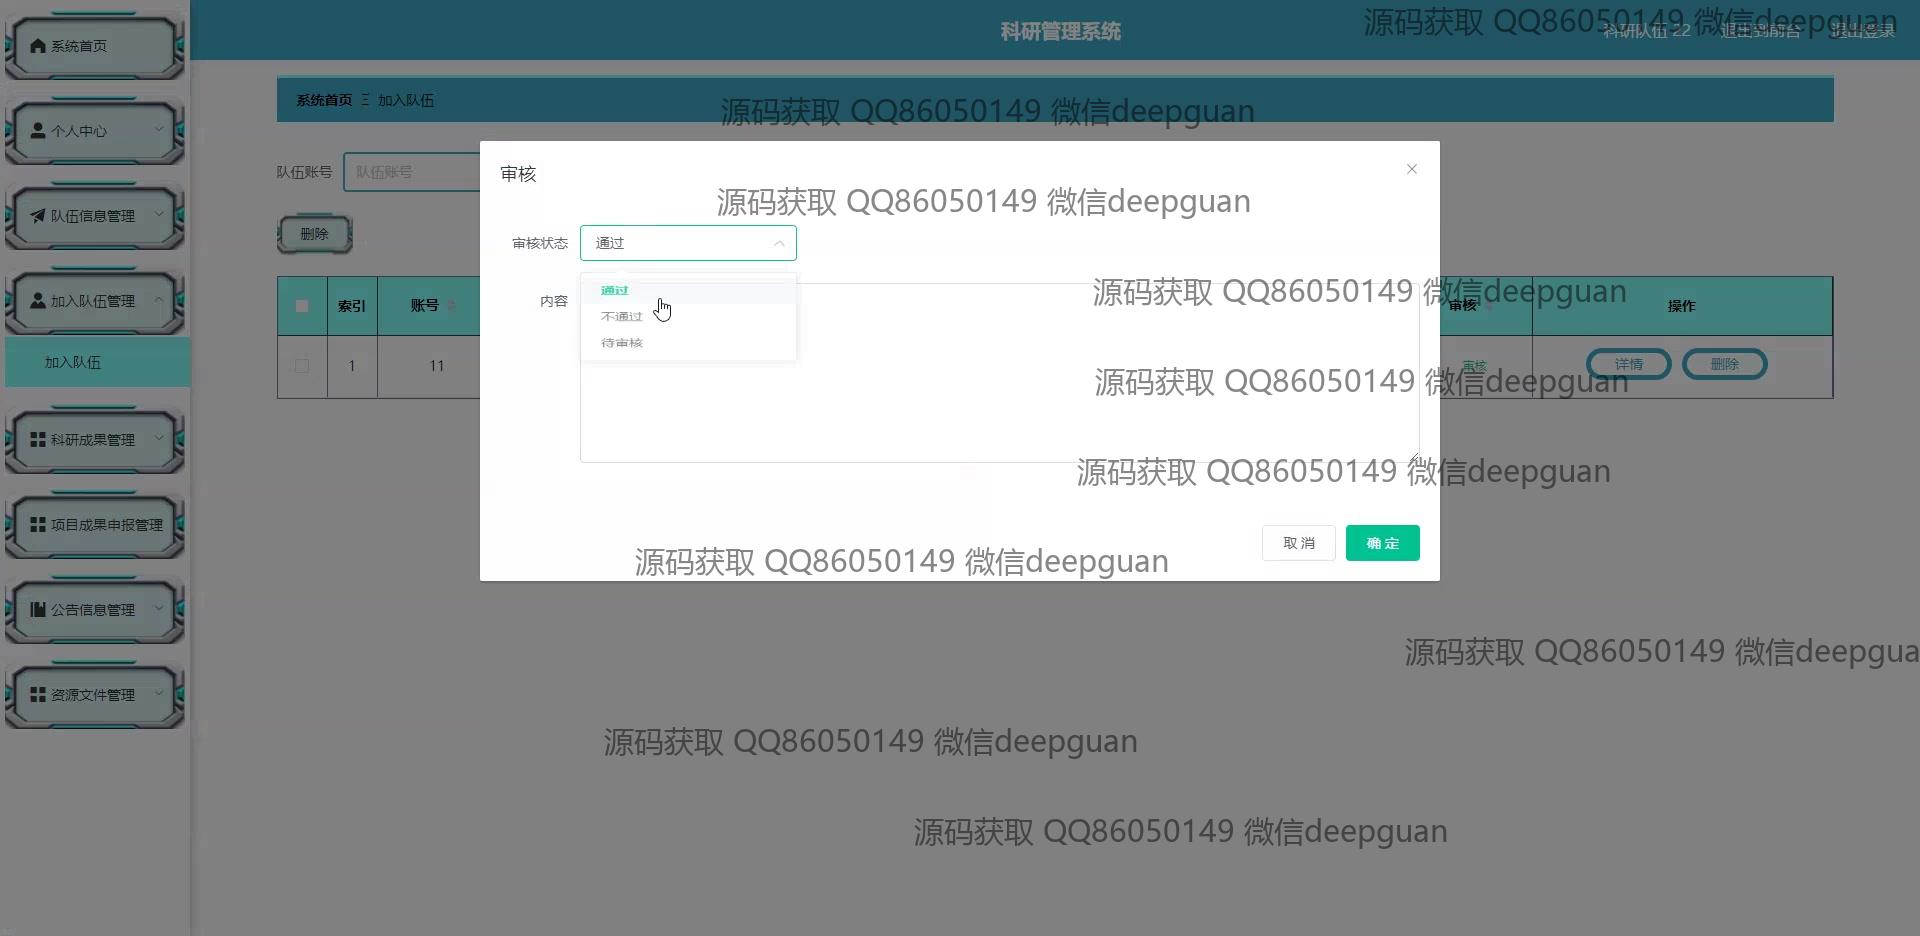 科研管理系统
源码获取 QQ86050149 微信deepguan
科研队伍 22
退出到前台
退出登录
系统首页
个人中心
队伍信息管理
加入队伍管理
加入队伍
科研成果管理
项目成果申报管理
公告信息管理
资源文件管理
系统首页 Ξ 加入队伍
源码获取 QQ86050149 微信deepguan
队伍账号 队伍账号
删除
索引 账号 审核 操作
1 11 审核 详情 删除
审核
源码获取 QQ86050149 微信deepguan
审核状态 通过
通过
不通过
待审核
内容
源码获取 QQ86050149 微信deepguan
源码获取 QQ86050149 微信deepguan
源码获取 QQ86050149 微信deepguan
取消 确定
源码获取 QQ86050149 微信deepguan
源码获取 QQ86050149 微信deepgua
源码获取 QQ86050149 微信deepguan
源码获取 QQ86050149 微信deepguan